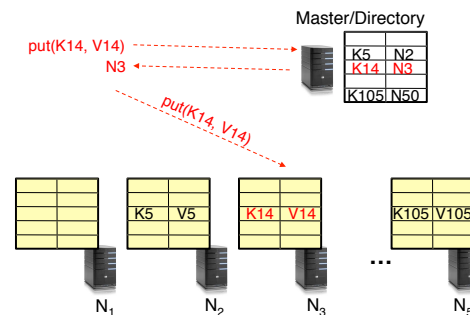 Master/Directory
put(K14, V14)
N3
K5 N2
K14 N3
K105 N50
put(K14, V14)
K5 V5
K14 V14
K105 V105
...
N1
N2
N3